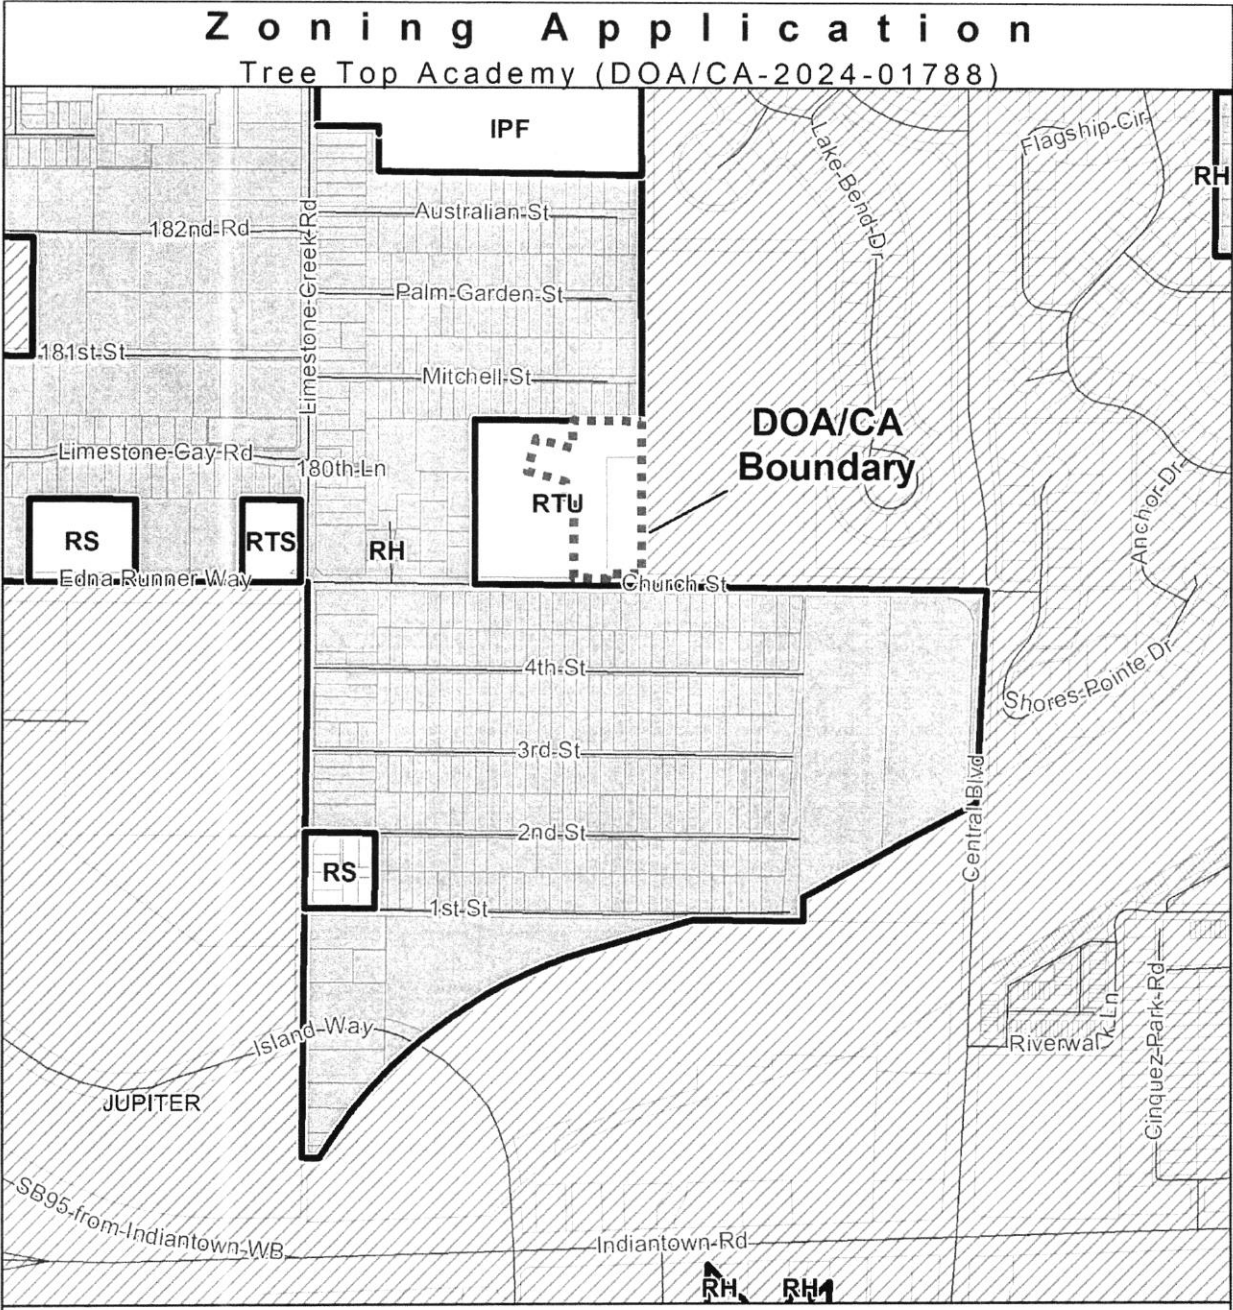 Zoning Application
Tree Top Academy (DOA/CA-2024-01788)
IPF
Flagship Cir
Lake Bend Dr
RH
Australian St
182nd Rd
Limestone Creek Rd
Palm Garden St
181st St
Mitchell St
DOA/CA
Boundary
Limestone Cay Rd
180th Ln
RTU
Anchor Dr
RS
RTS
RH
Edna Runner Way
Church St
4th St
Shores Pointe Dr
3rd St
Central Blvd
2nd St
RS
1st St
Island Way
Riverwalk Ln
Cinquez Park Rd
JUPITER
SB95 from Indiantown WB
Indiantown Rd
RH
RH